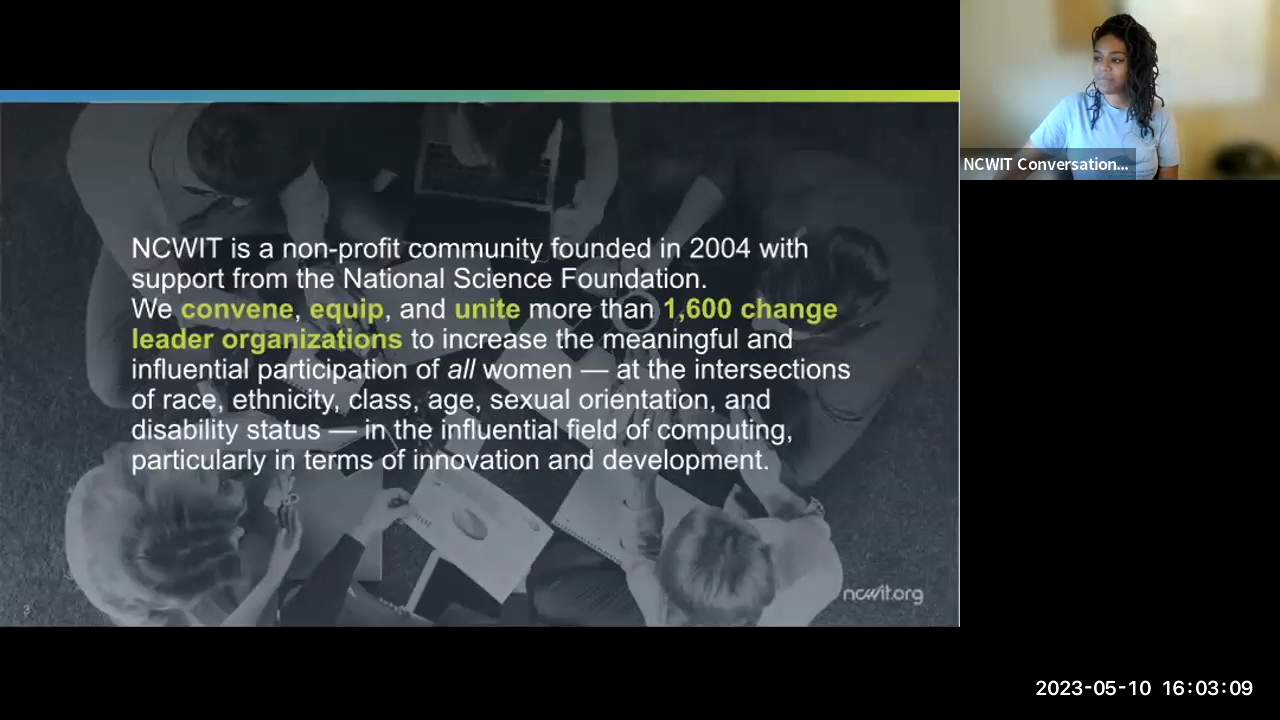 NCWIT is a non-profit community founded in 2004 with
support from the National Science Foundation.
We convene, equip, and unite more than 1,600 change
leader organizations to increase the meaningful and
influential participation of all women — at the intersections
of race, ethnicity, class, age, sexual orientation, and
disability status — in the influential field of computing,
particularly in terms of innovation and development.
3
ncwit.org
NCWIT Conversation...
2023-05-10 16:03:09